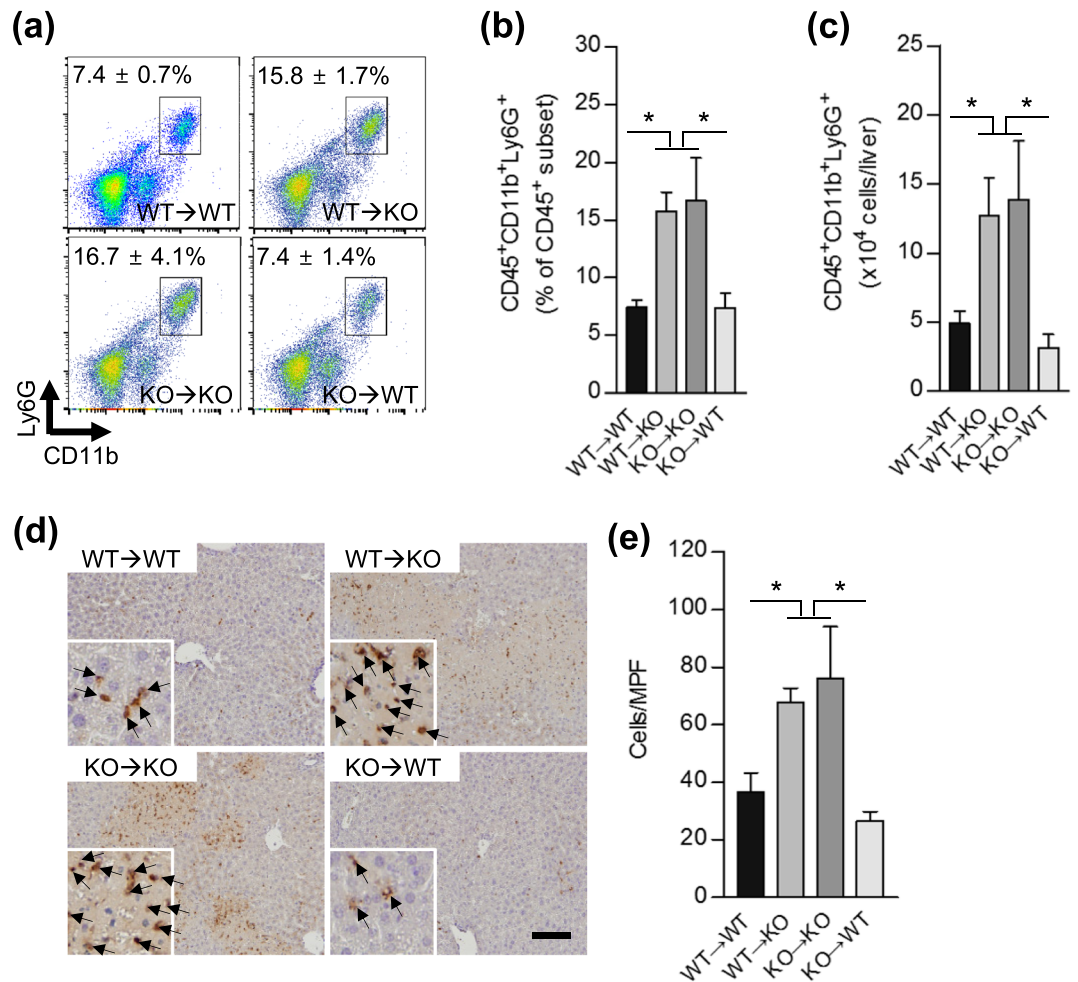 (a)
7.4 ± 0.7%
WT→WT
15.8 ± 1.7%
WT→KO
16.7 ± 4.1%
KO→KO
7.4 ± 1.4%
KO→WT
Ly6G
CD11b
(b)
CD45⁺CD11b⁺Ly6G⁺
(% of CD45⁺ subset)
30
25
20
15
10
5
0
* *
WT→WT
WT→KO
KO→KO
KO→WT
(c)
CD45⁺CD11b⁺Ly6G⁺
(x10⁴ cells/liver)
25
20
15
10
5
0
* *
WT→WT
WT→KO
KO→KO
KO→WT
(d)
WT→WT
WT→KO
KO→KO
KO→WT
(e)
Cells/MPF
120
100
80
60
40
20
0
* *
WT→WT
WT→KO
KO→KO
KO→WT